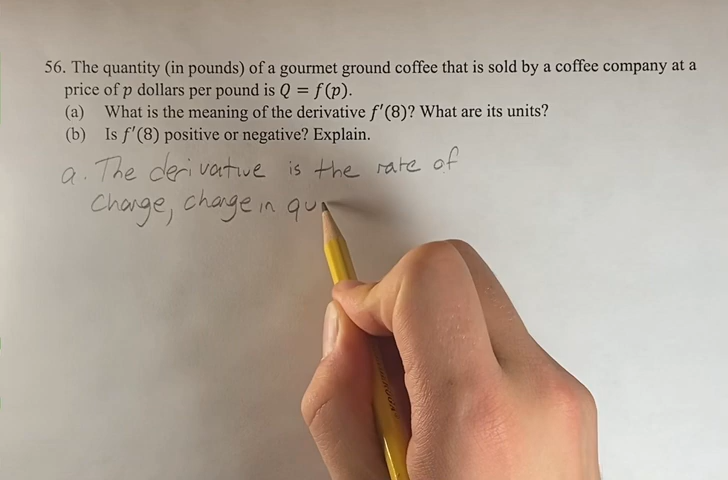 56. The quantity (in pounds) of a gourmet ground coffee that is sold by a coffee company at a
price of p dollars per pound is Q = f(p).
(a) What is the meaning of the derivative f′(8)? What are its units?
(b) Is f′(8) positive or negative? Explain.
a. The derivative is the rate of
change, change in qu